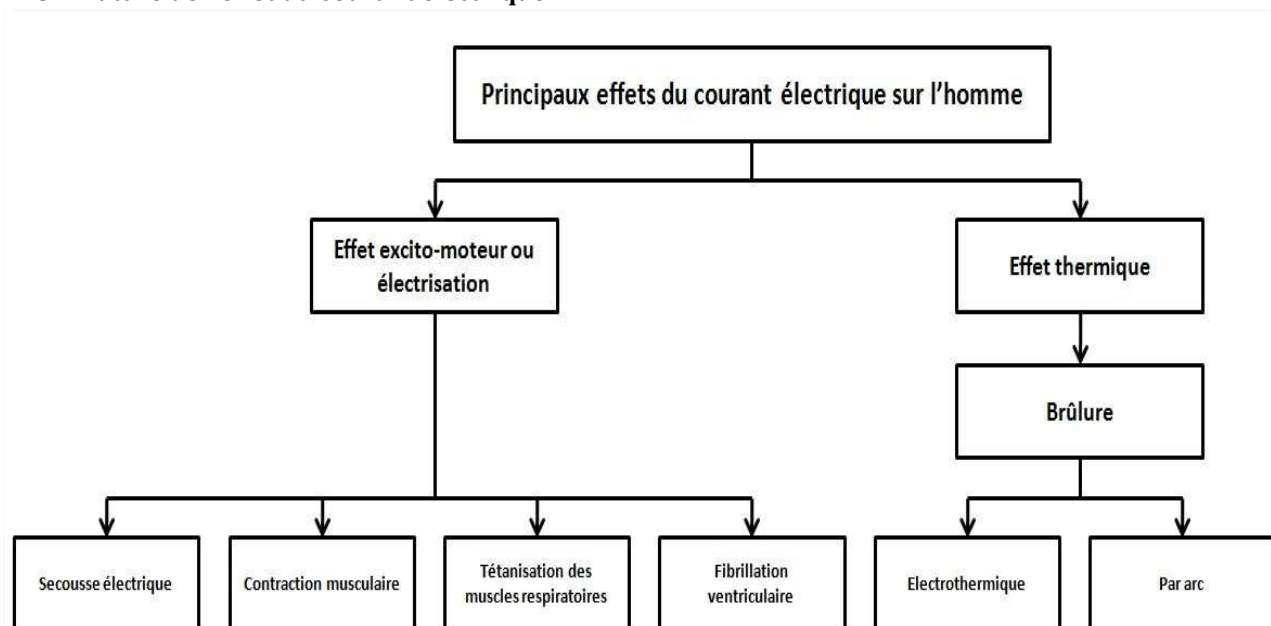 Principaux effets du courant électrique sur l'homme
Effet excito-moteur ou
électrisation
Effet thermique
Brûlure
Secousse électrique
Contraction musculaire
Tétanisation des
muscles respiratoires
Fibrillation
ventriculaire
Electrothermique
Par arc